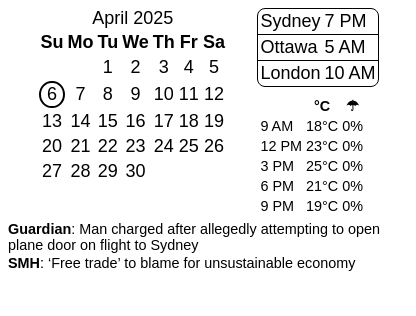 April 2025
Su Mo Tu We Th Fr Sa
1 2 3 4 5
6 7 8 9 10 11 12
13 14 15 16 17 18 19
20 21 22 23 24 25 26
27 28 29 30
Sydney 7 PM
Ottawa 5 AM
London 10 AM
°C ☂
9 AM 18°C 0%
12 PM 23°C 0%
3 PM 25°C 0%
6 PM 21°C 0%
9 PM 19°C 0%
Guardian: Man charged after allegedly attempting to open
plane door on flight to Sydney
SMH: ‘Free trade’ to blame for unsustainable economy